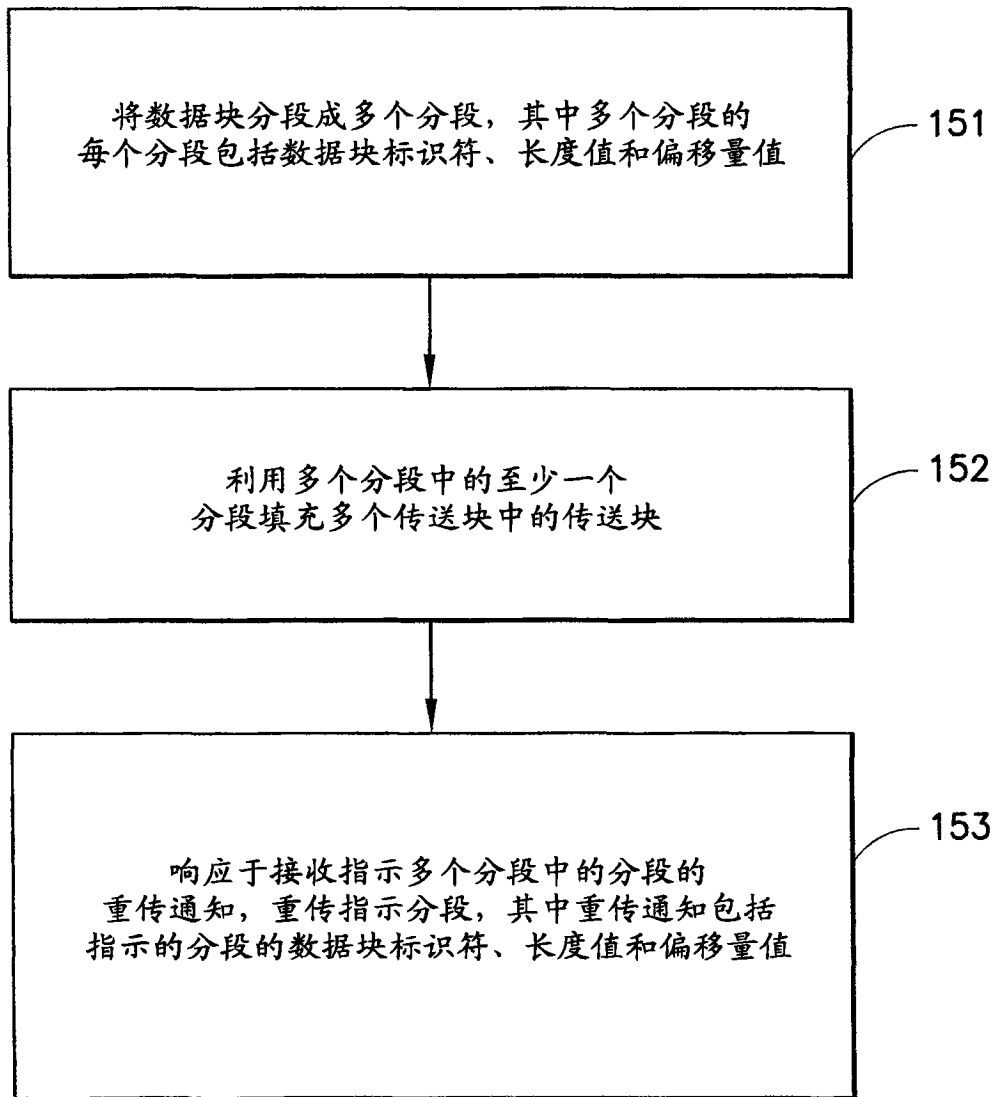 将数据块分段成多个分段，其中多个分段的
每个分段包括数据块标识符、长度值和偏移量值
151
利用多个分段中的至少一个
分段填充多个传送块中的传送块
152
响应于接收指示多个分段中的分段的
重传通知，重传指示分段，其中重传通知包括
指示的分段的数据块标识符、长度值和偏移量值
153